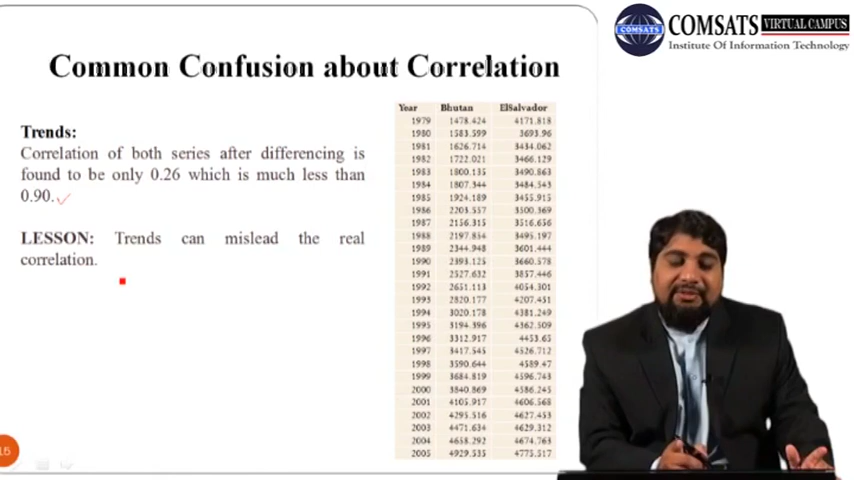 COMSATS VIRTUAL CAMPUS
Institute Of Information Technology
COMSATS
Common Confusion about Correlation
Trends:
Correlation of both series after differencing is
found to be only 0.26 which is much less than
0.90.
LESSON: Trends can mislead the real
correlation.
Year Bhutan ElSalvador
1979 1478.424 4171.818
1980 1583.599 3693.96
1981 1626.714 3434.062
1982 1722.021 3466.129
1983 1800.135 3490.863
1984 1807.344 3484.543
1985 1924.189 3455.915
1986 2203.557 3500.369
1987 2156.315 3516.656
1988 2197.854 3495.197
1989 2344.948 3601.444
1990 2393.125 3660.578
1991 2527.632 3857.446
1992 2651.113 4054.301
1993 2820.177 4207.451
1994 3020.178 4381.249
1995 3194.396 4362.509
1996 3312.917 4453.65
1997 3417.545 4526.712
1998 3590.644 4589.47
1999 3684.819 4596.743
2000 3840.869 4586.245
2001 4105.917 4606.568
2002 4295.516 4627.453
2003 4471.634 4629.312
2004 4658.292 4674.763
2005 4929.535 4775.517
16